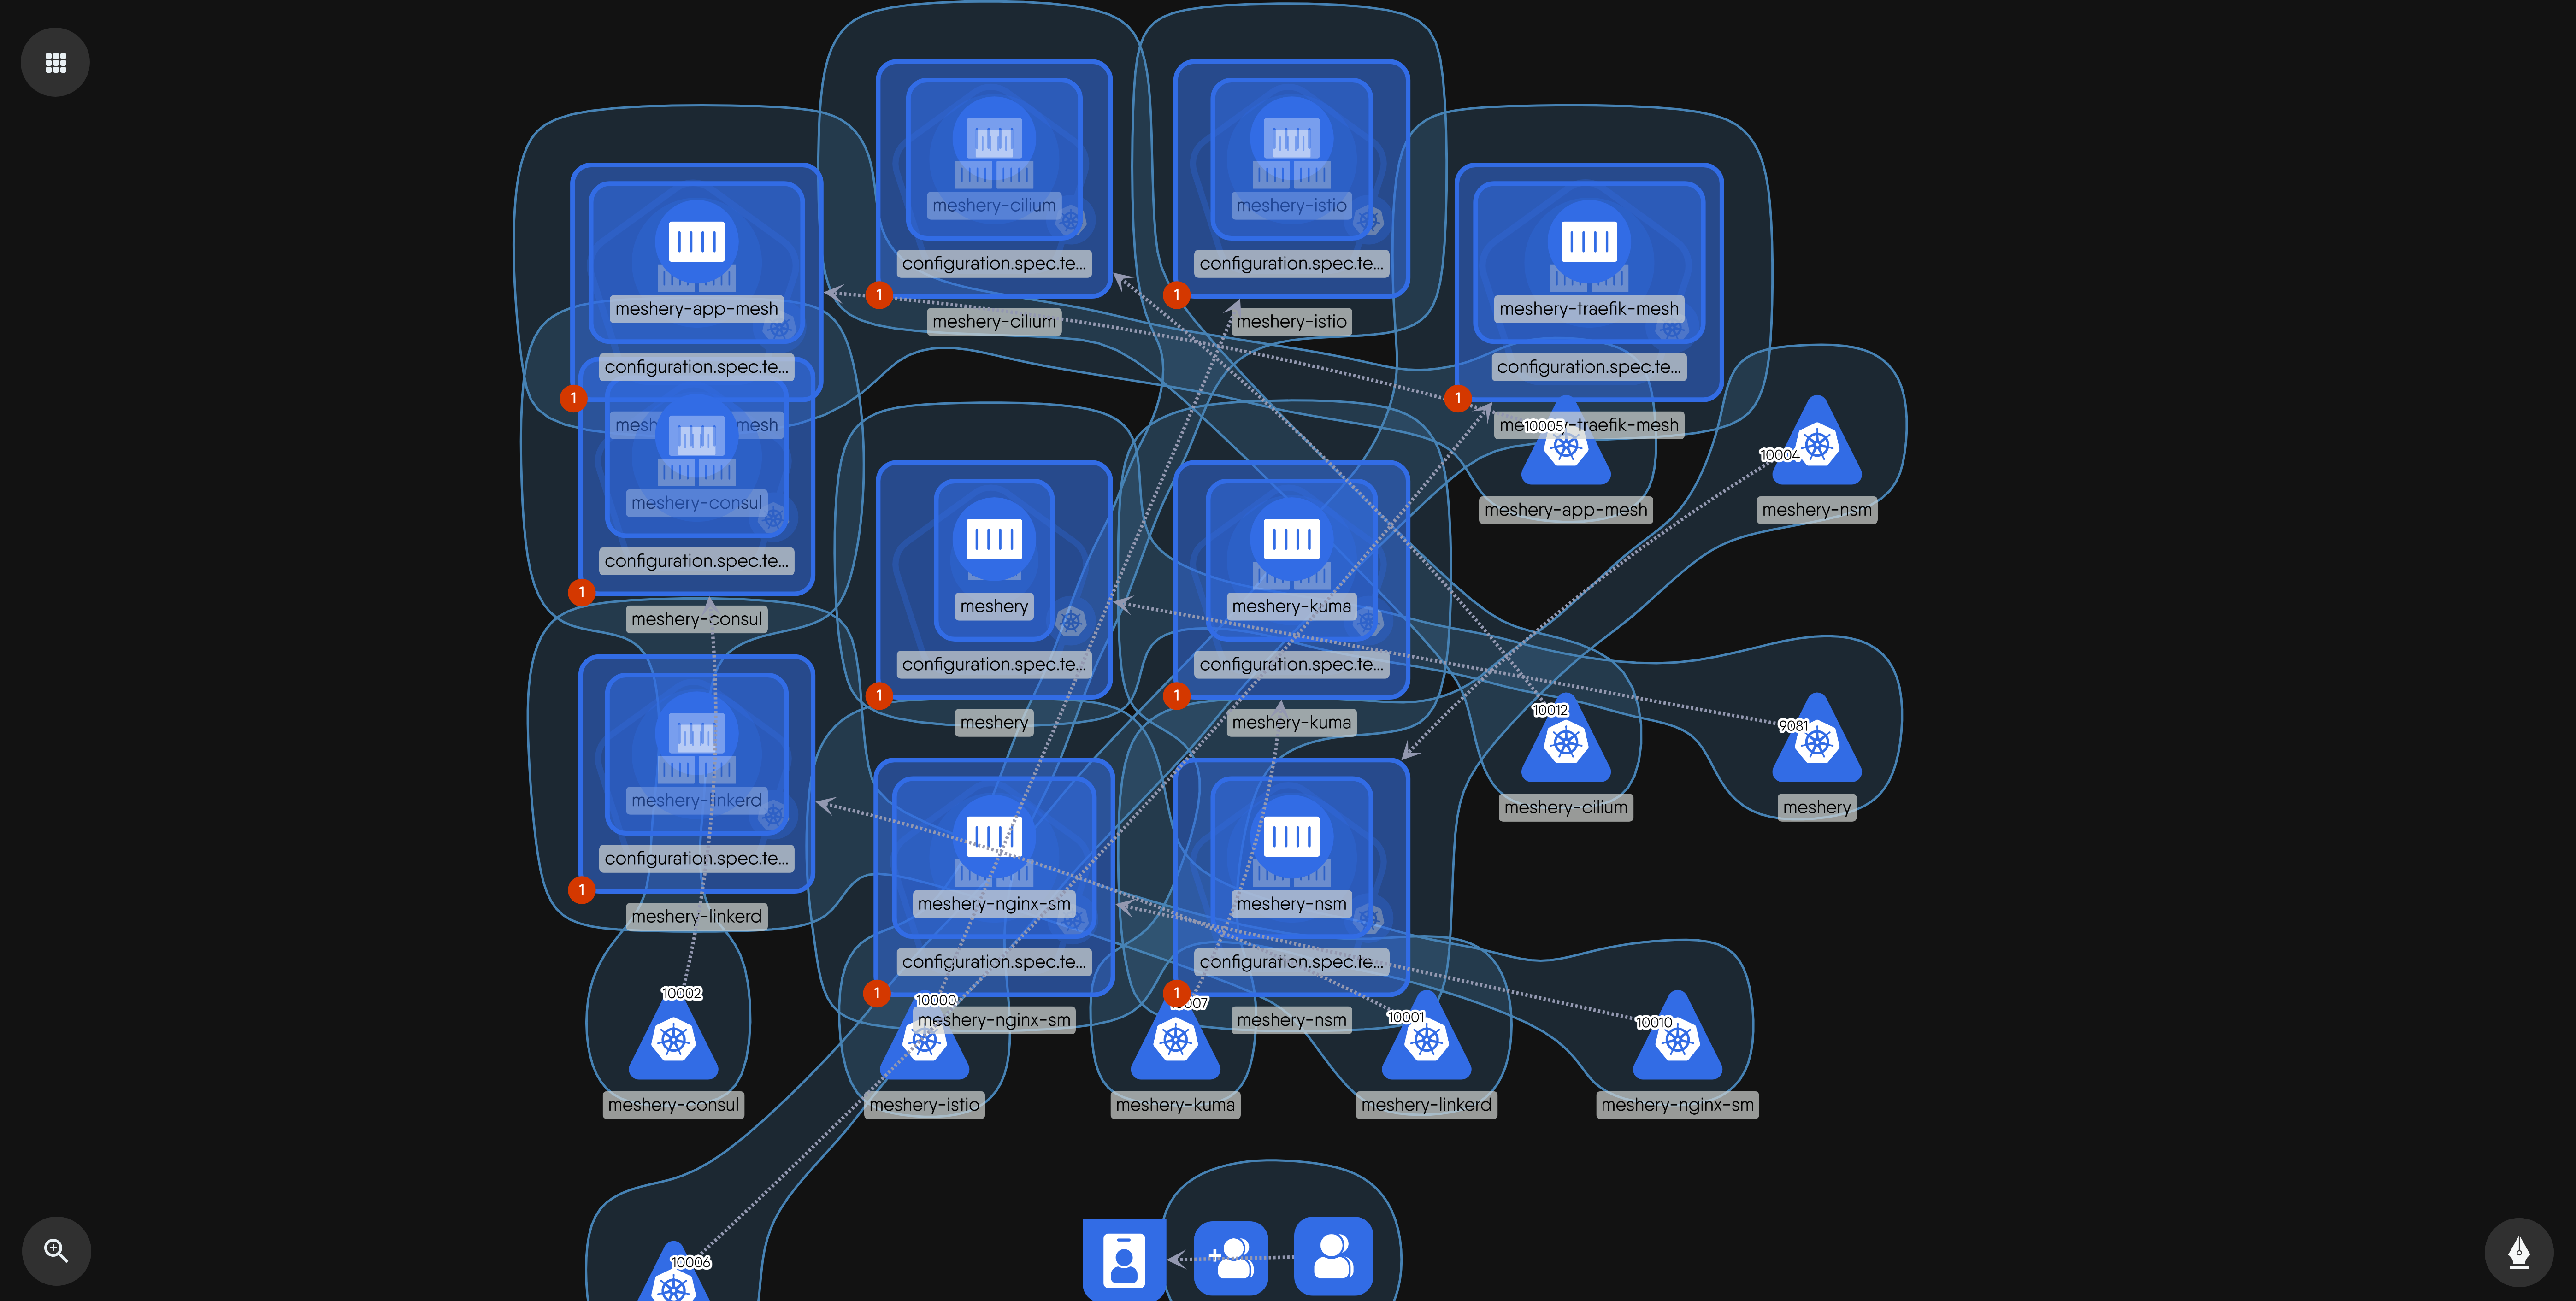 meshery-cilium
configuration.spec.te...
1
meshery-cilium
meshery-istio
configuration.spec.te...
1
meshery-istio
meshery-app-mesh
configuration.spec.te...
1
mesh
mesh
meshery-traefik-mesh
configuration.spec.te...
1
me
y-traefik-mesh
10005
meshery-app-mesh
10004
meshery-nsm
meshery-consul
configuration.spec.te...
1
meshery-consul
meshery
configuration.spec.te...
1
meshery
meshery-kuma
configuration.spec.te...
1
meshery-kuma
10012
meshery-cilium
9081
meshery
meshery-linkerd
configuration.spec.te...
1
meshery-linkerd
meshery-nginx-sm
configuration.spec.te...
1
meshery-nginx-sm
meshery-nsm
configuration.spec.te...
1
meshery-nsm
10002
meshery-consul
10000
meshery-istio
007
meshery-kuma
10001
meshery-linkerd
10010
meshery-nginx-sm
10006